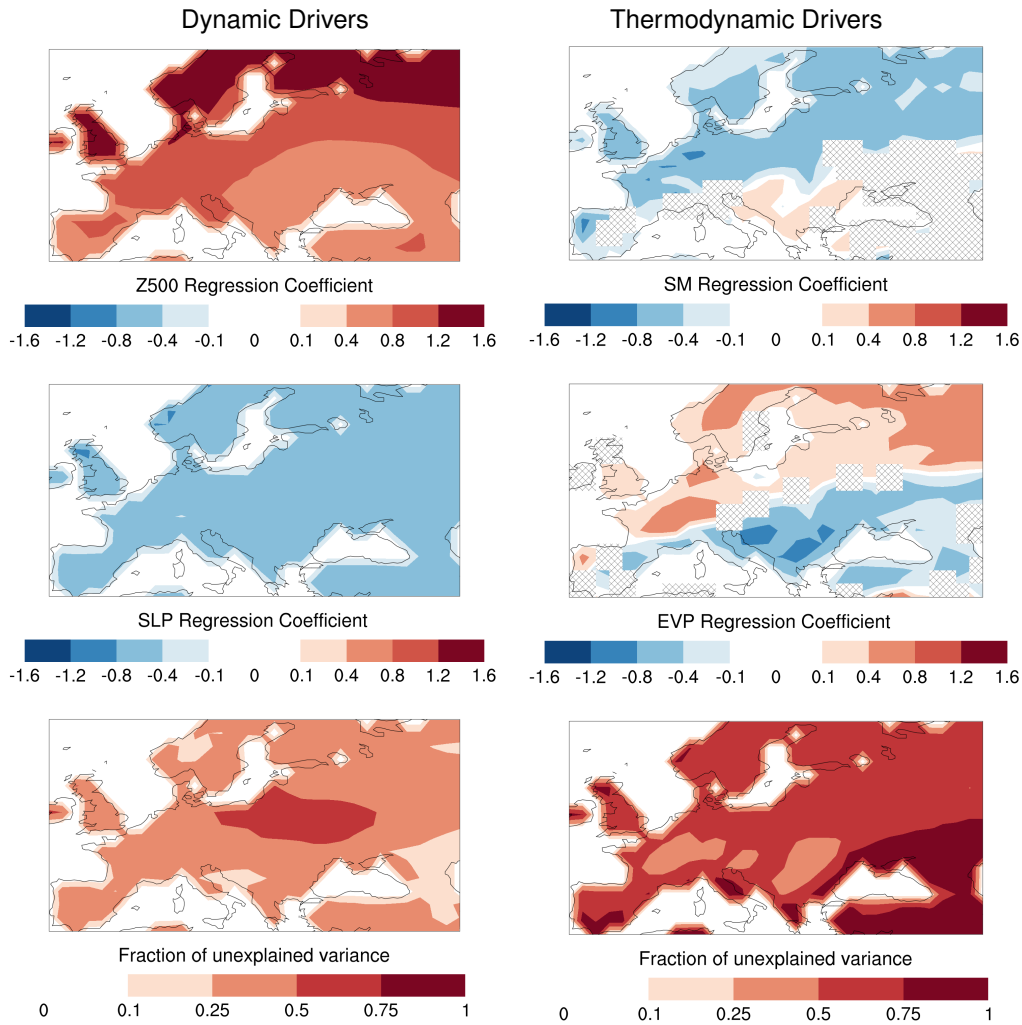 Dynamic Drivers
Thermodynamic Drivers
Z500 Regression Coefficient
SM Regression Coefficient
-1.6 -1.2 -0.8 -0.4 -0.1 0 0.1 0.4 0.8 1.2 1.6
-1.6 -1.2 -0.8 -0.4 -0.1 0 0.1 0.4 0.8 1.2 1.6
SLP Regression Coefficient
EVP Regression Coefficient
-1.6 -1.2 -0.8 -0.4 -0.1 0 0.1 0.4 0.8 1.2 1.6
-1.6 -1.2 -0.8 -0.4 -0.1 0 0.1 0.4 0.8 1.2 1.6
Fraction of unexplained variance
Fraction of unexplained variance
0 0.1 0.25 0.5 0.75 1
0 0.1 0.25 0.5 0.75 1